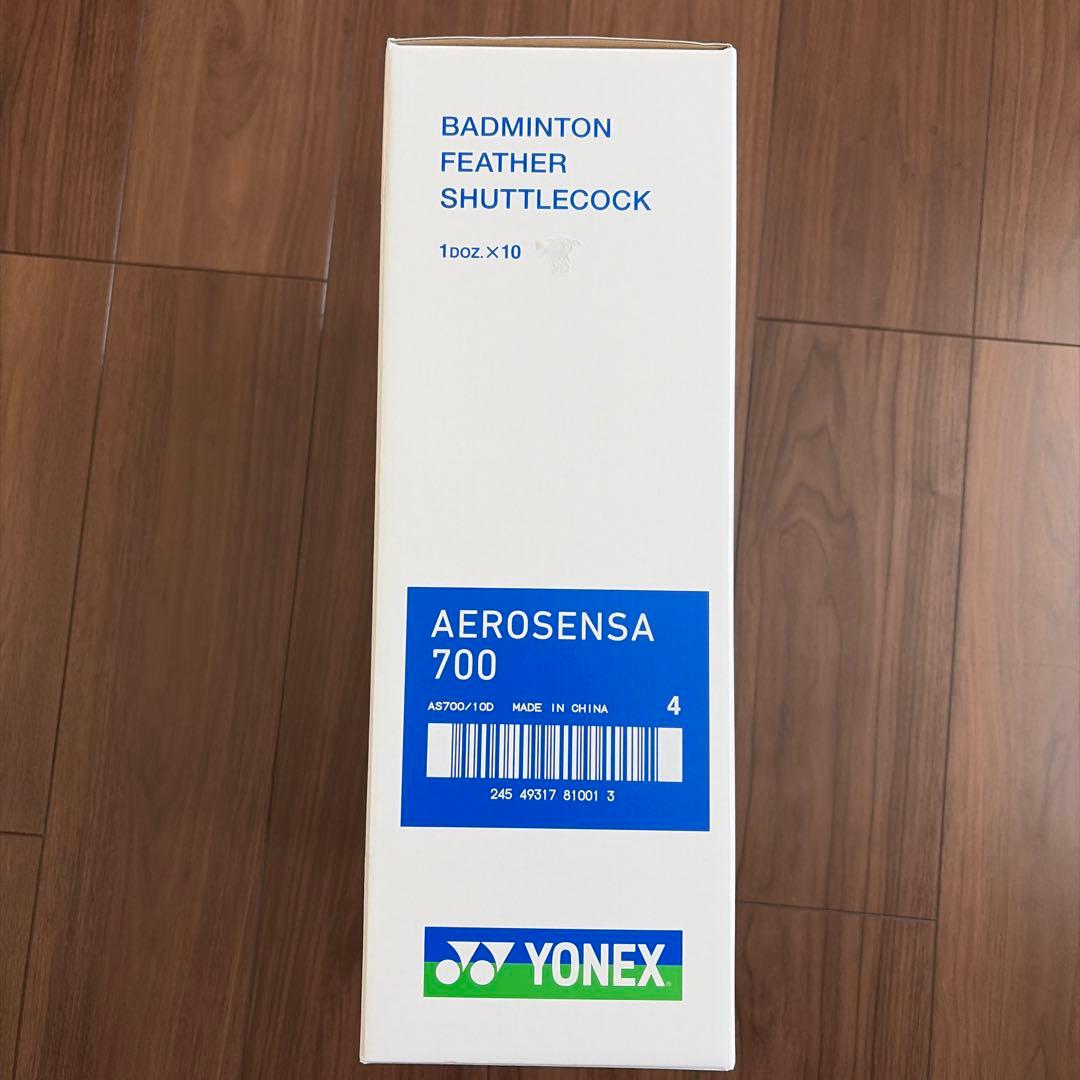 BADMINTON
FEATHER
SHUTTLECOCK
1DOZ.×10
AEROSENSA
700
AS700/10D MADE IN CHINA 4
245 49317 81001 3
YONEX